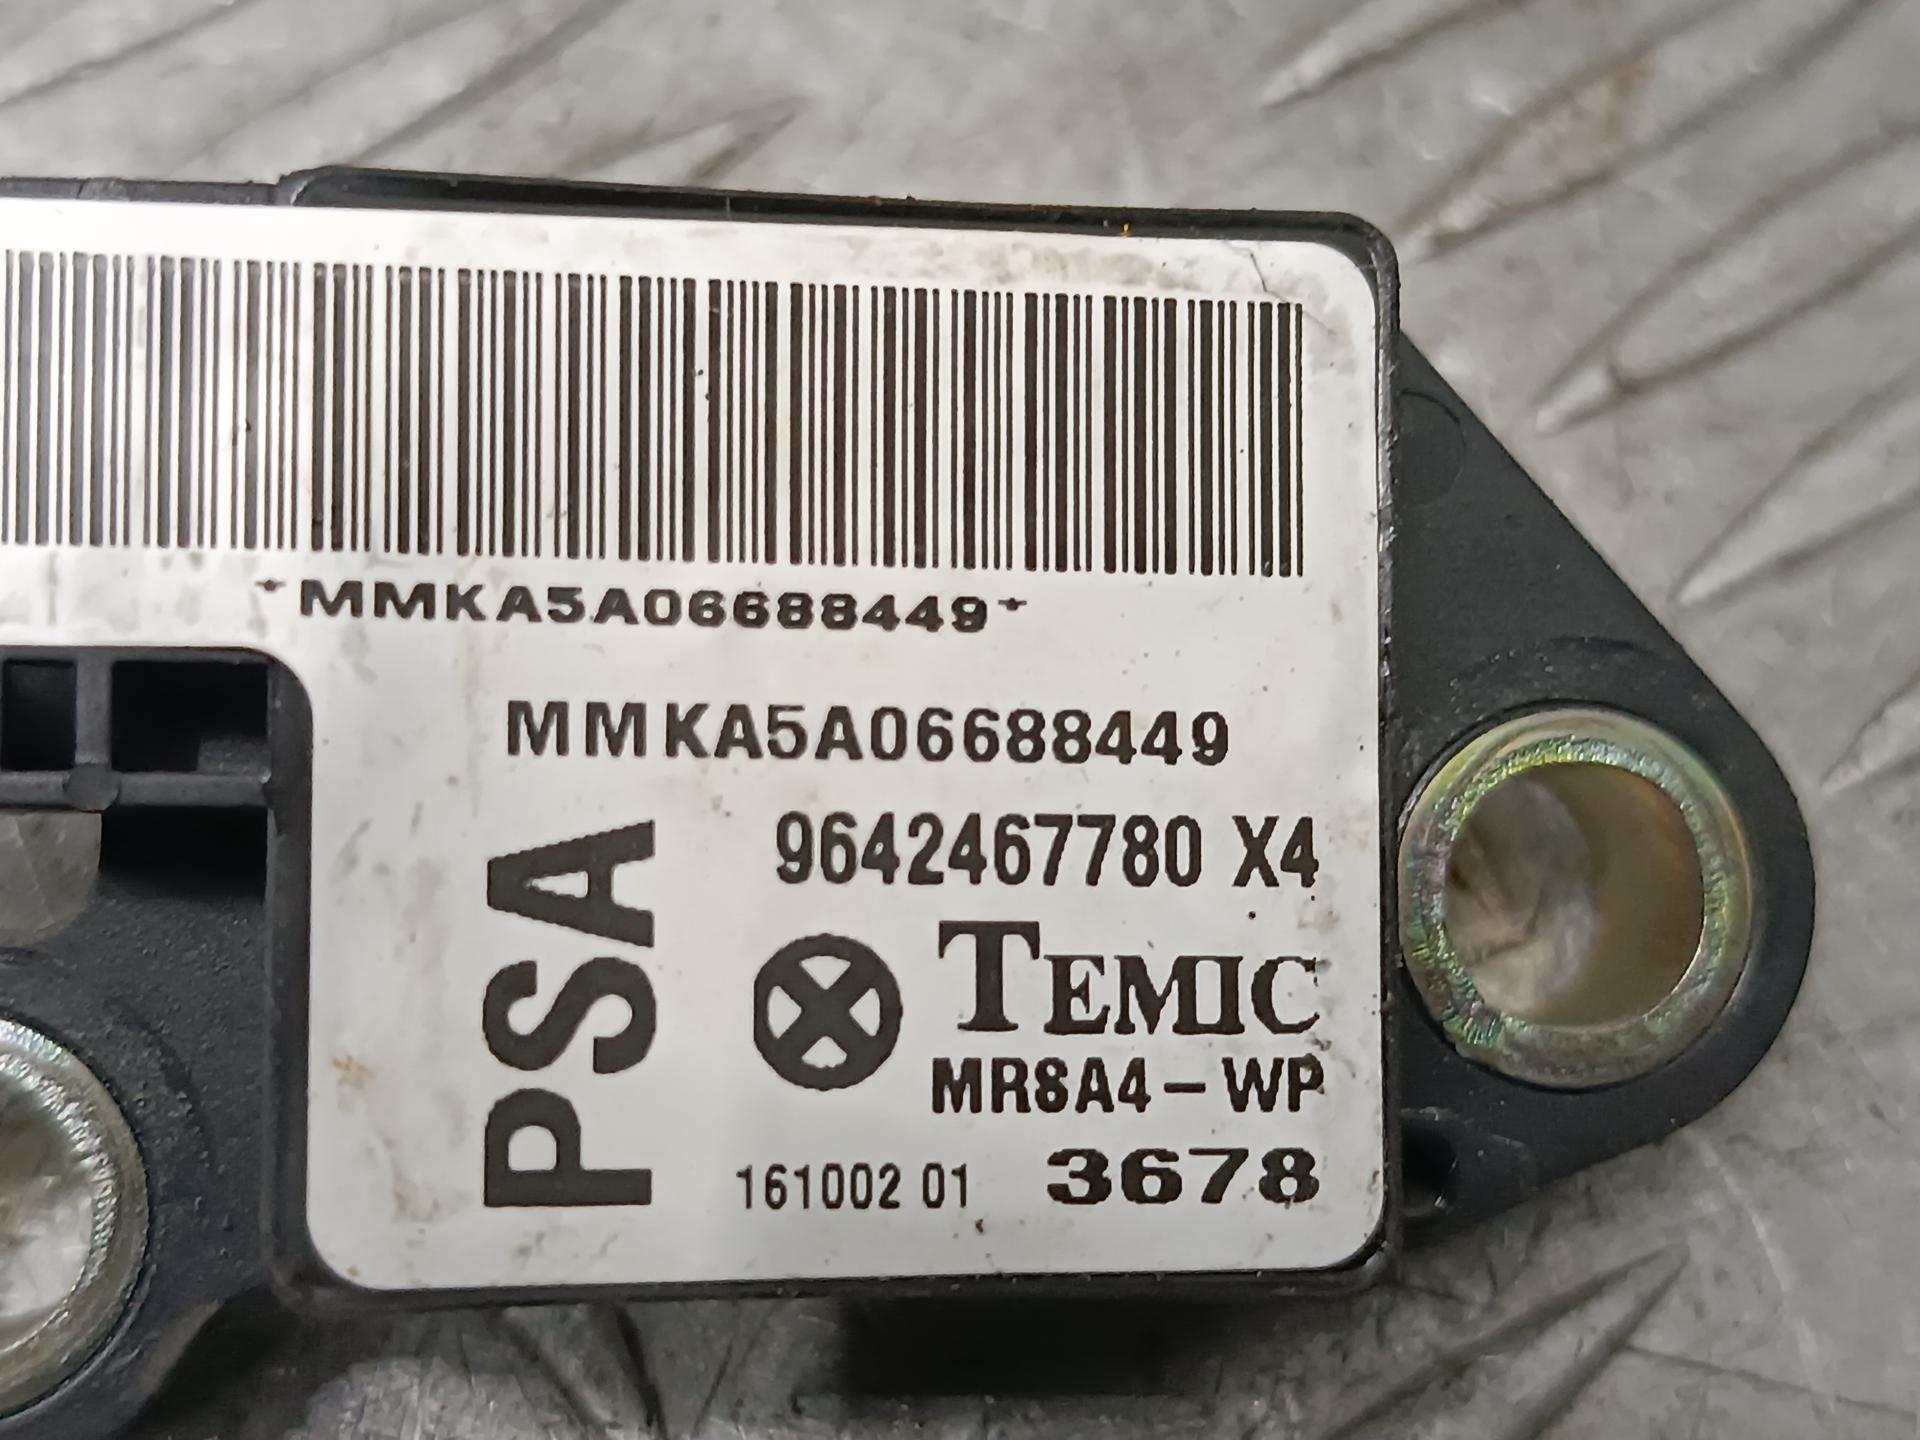 *MMKA5A06688449*
MMKA5A06688449
9642467780 X4
PSA
TEMIC
MR8A4-WP
161002 01 3678